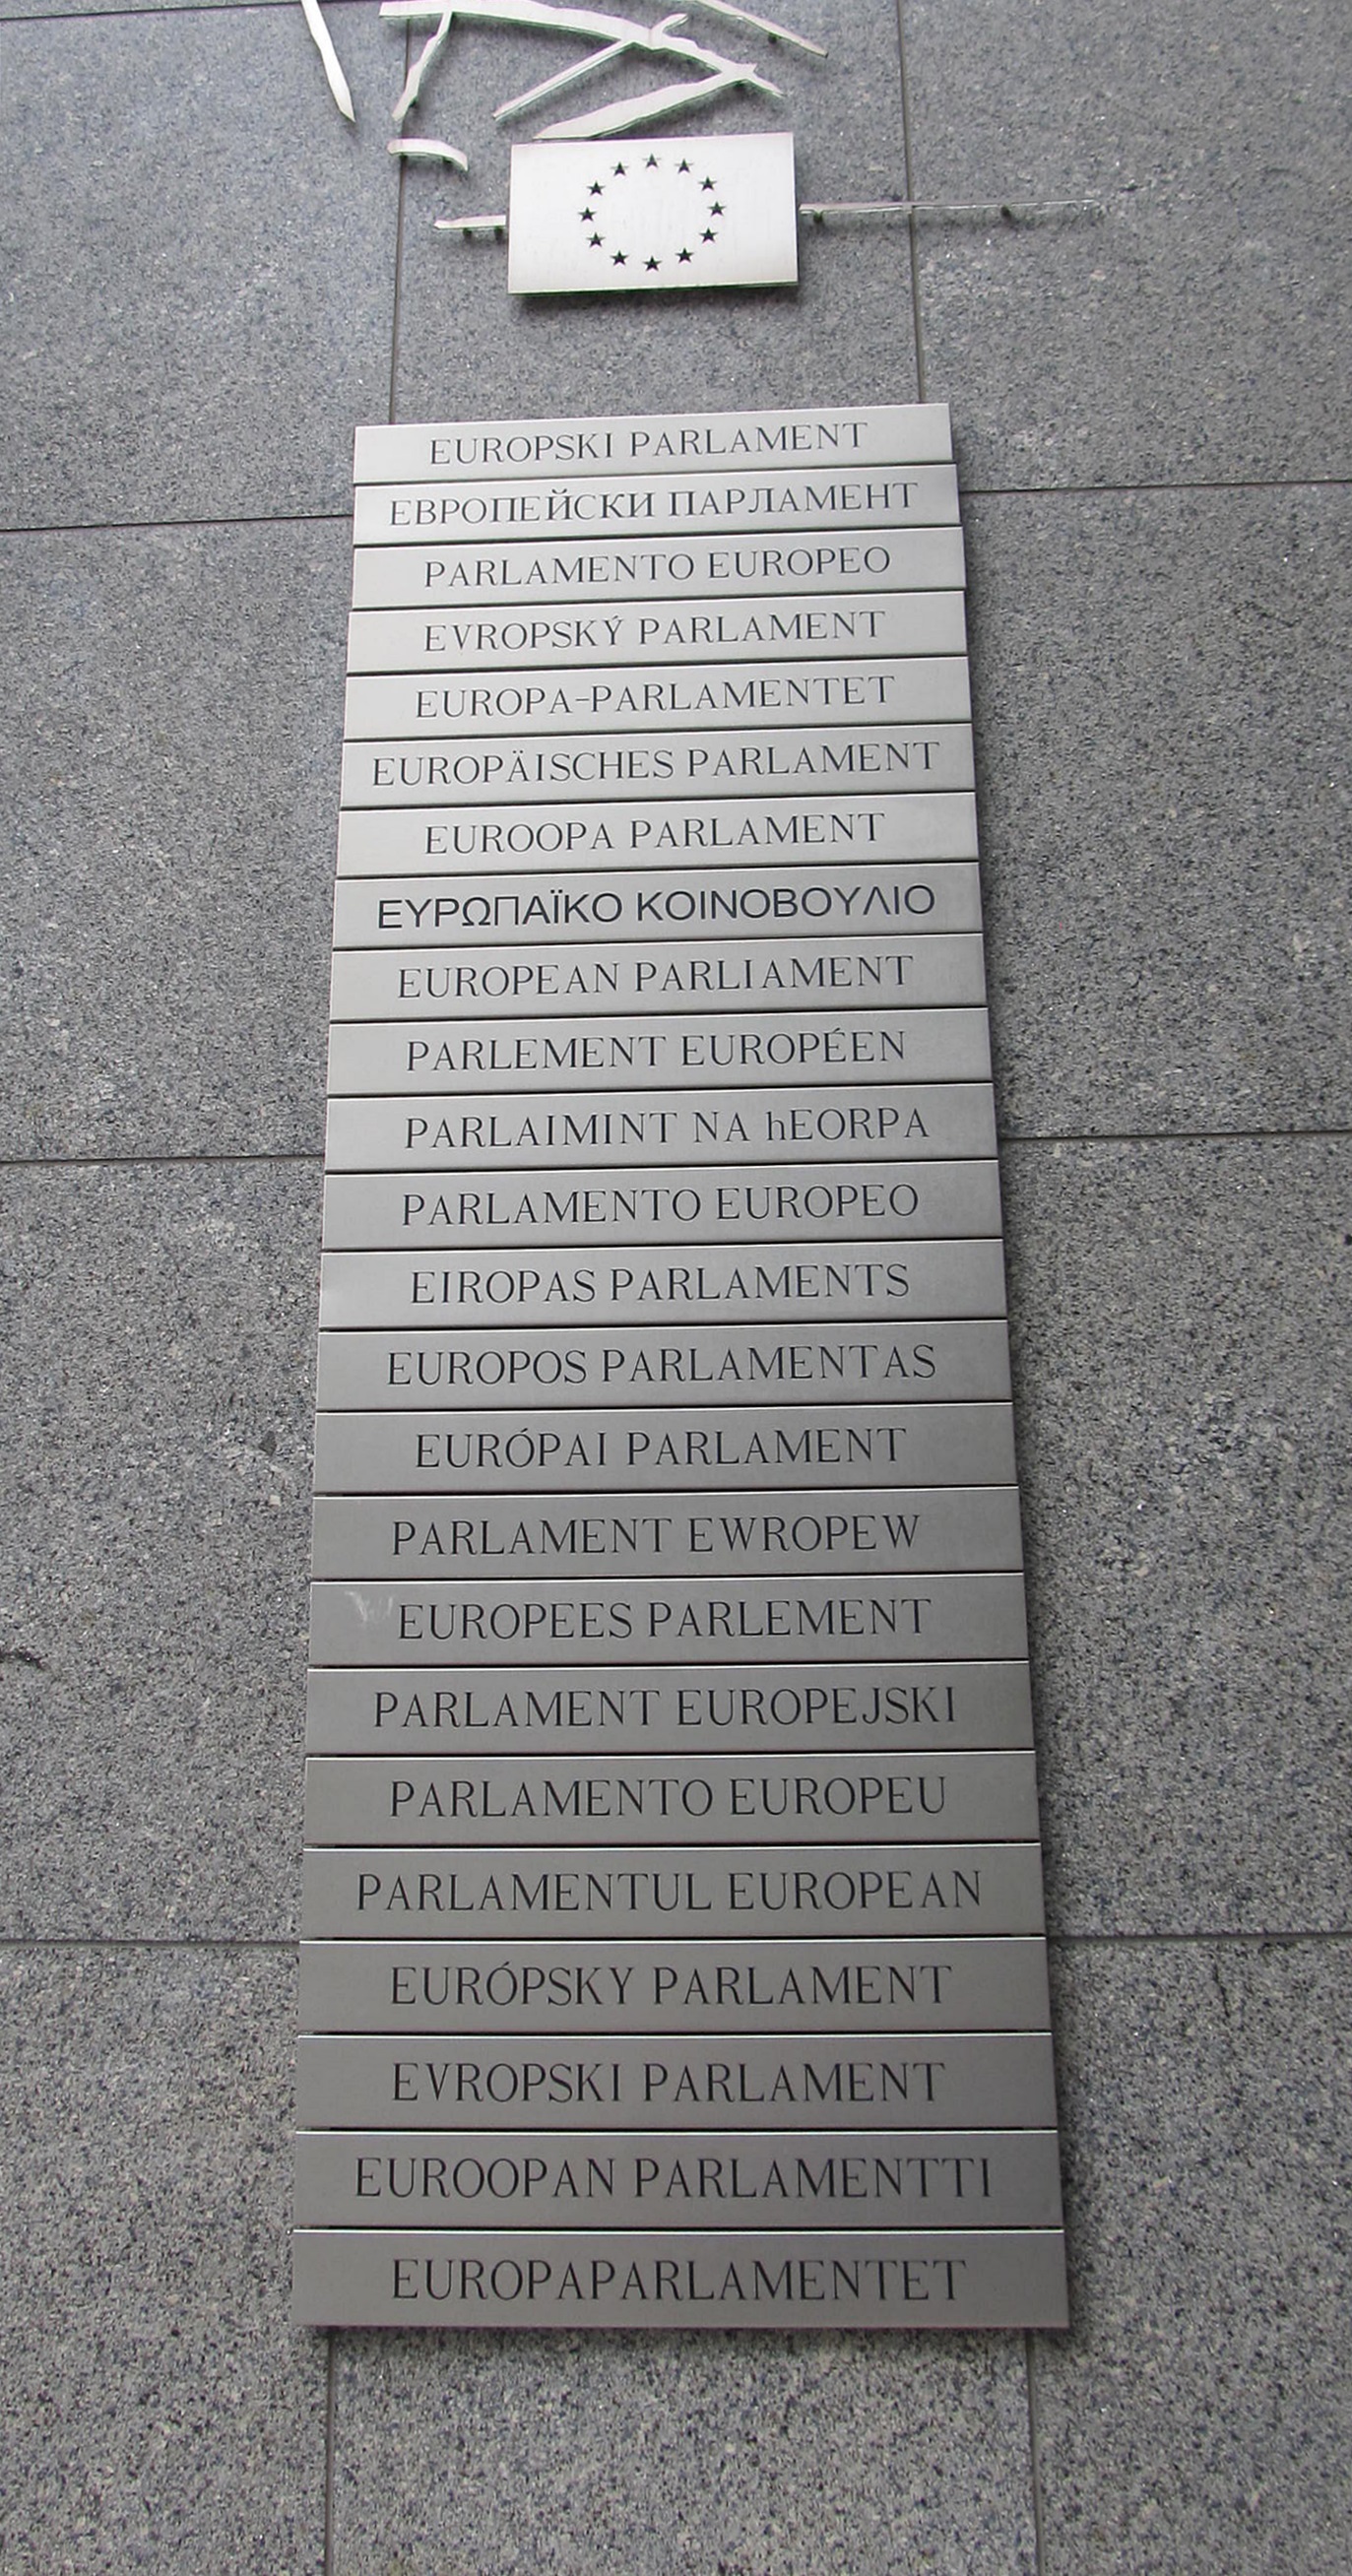 EUROPSKI PARLAMENT
ЕВРОПЕЙСКИ ПАРЛАМЕНТ
PARLAMENTO EUROPEO
EVROPSKÝ PARLAMENT
EUROPA-PARLAMENTET
EUROPÄISCHES PARLAMENT
EUROOPA PARLAMENT
ΕΥΡΩΠΑΪΚΟ ΚΟΙΝΟΒΟΥΛΙΟ
EUROPEAN PARLIAMENT
PARLEMENT EUROPÉEN
PARLAIMINT NA hEORPA
PARLAMENTO EUROPEO
EIROPAS PARLAMENTS
EUROPOS PARLAMENTAS
EURÓPAI PARLAMENT
PARLAMENT EWROPEW
EUROPEES PARLEMENT
PARLAMENT EUROPEJSKI
PARLAMENTO EUROPEU
PARLAMENTUL EUROPEAN
EURÓPSKY PARLAMENT
EVROPSKI PARLAMENT
EUROOPAN PARLAMENTTI
EUROPAPARLAMENTET